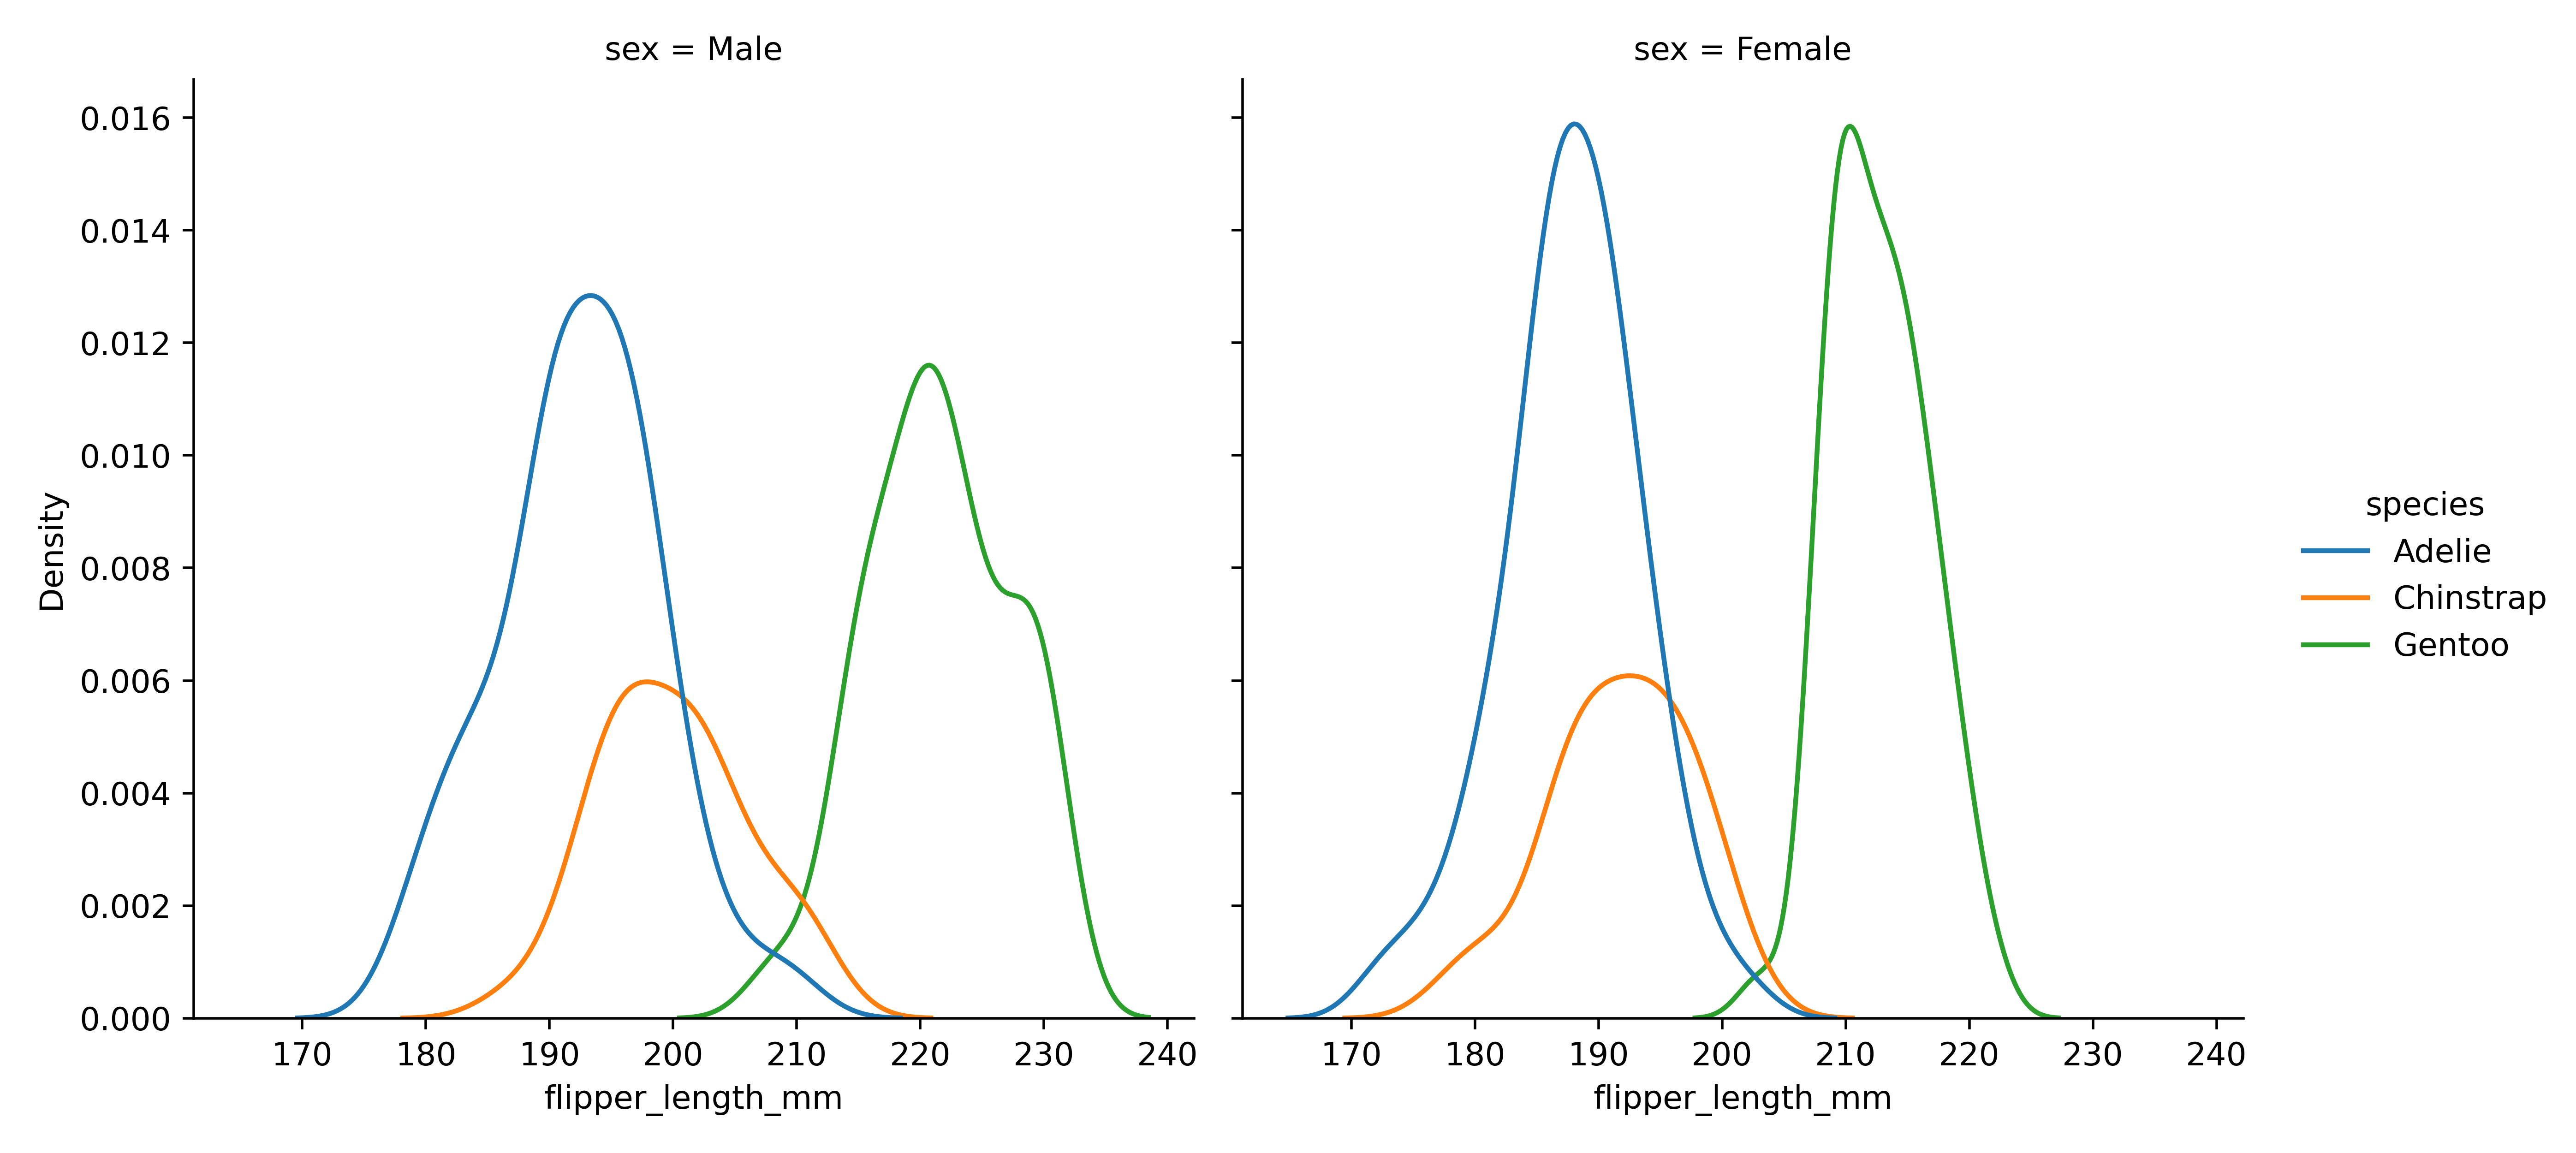 sex = Male
sex = Female
0.016
0.014
0.012
0.010
0.008
0.006
0.004
0.002
0.000
Density
170 180 190 200 210 220 230 240
170 180 190 200 210 220 230 240
flipper_length_mm
flipper_length_mm
species
Adelie
Chinstrap
Gentoo